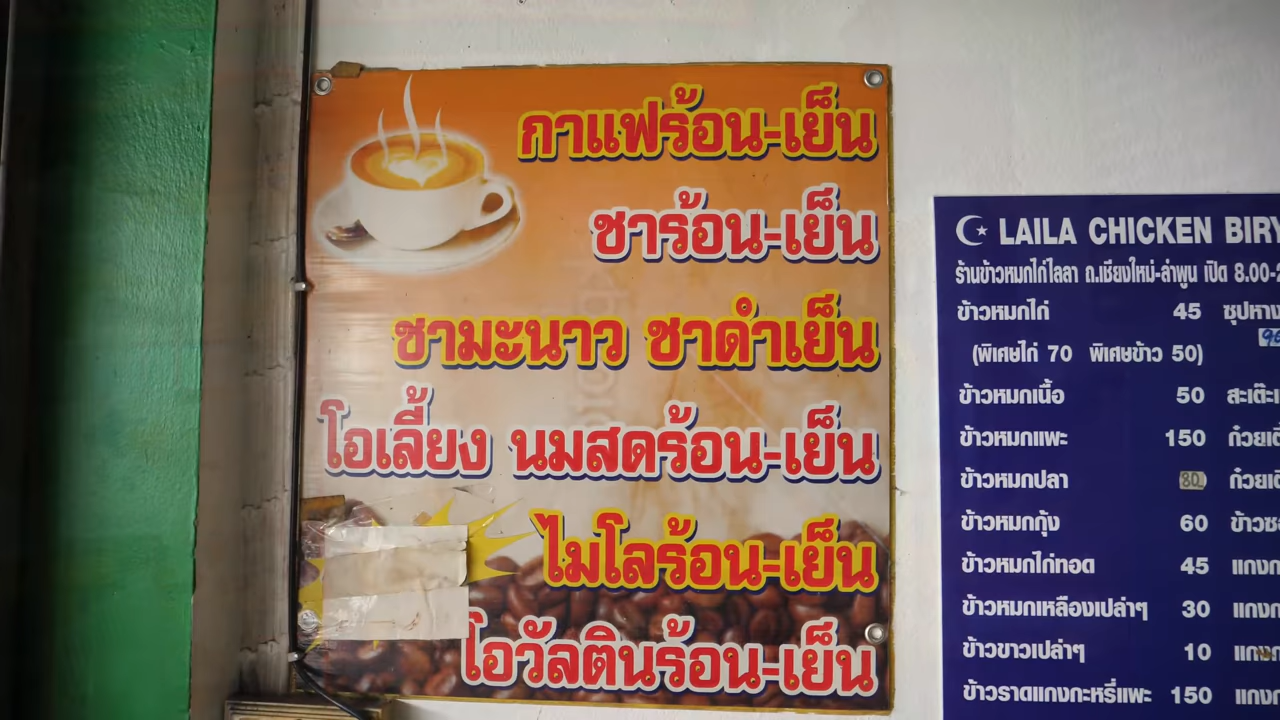 กาแฟร้อน-เย็น
ชาร้อน-เย็น
ชามะนาว ชาดำเย็น
โอเลี้ยง นมสดร้อน-เย็น
ไมโลร้อน-เย็น
โอวัลตินร้อน-เย็น
LAILA CHICKEN
ร้านข้าวหมกไก่ไลลา ถ.เชียงใหม่-ลำพูน เปิด 8.00-
ข้าวหมกไก่ 45
(พิเศษไก่ 70 พิเศษข้าว 50)
ข้าวหมกเนื้อ 50
ข้าวหมกแพะ 150
ข้าวหมกปลา 80
ข้าวหมกกุ้ง 60
ข้าวหมกไก่ทอด 45
ข้าวหมกเหลืองเปล่าๆ 30
ข้าวขาวเปล่าๆ 10
ข้าวราดแกงกะหรี่แพะ 150